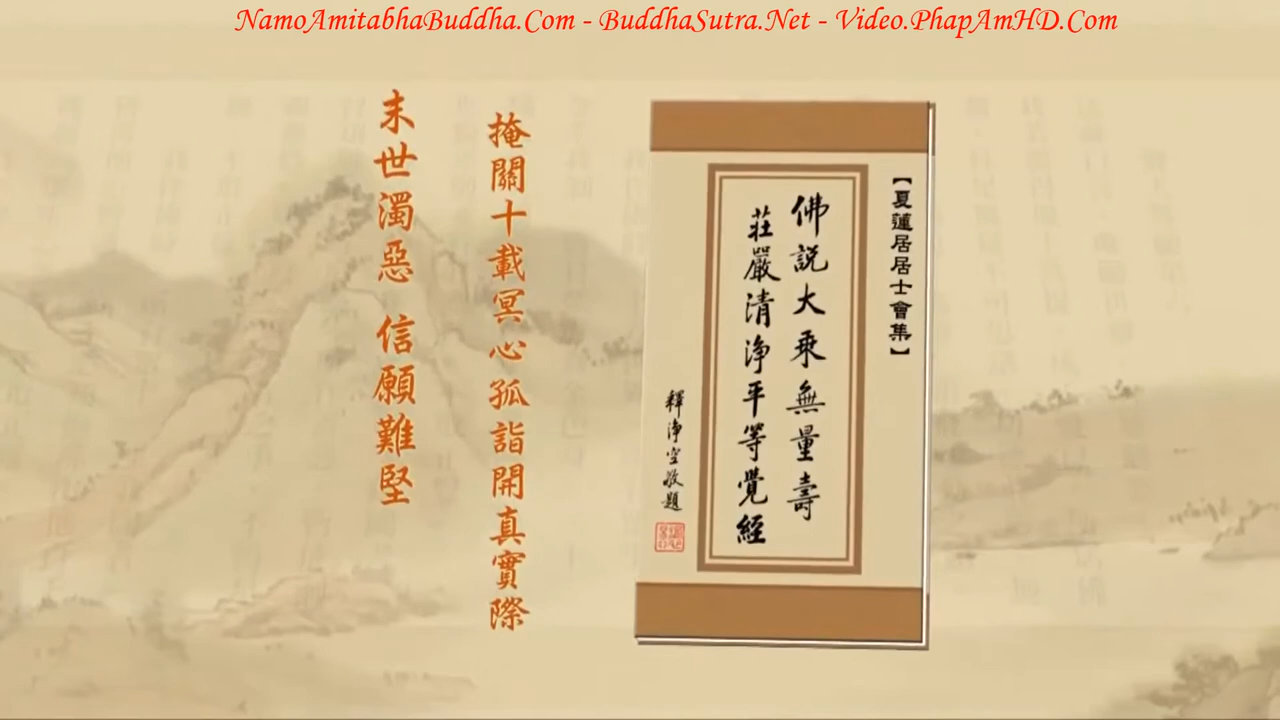 NamoAmitabhaBuddha.Com - BuddhaSutra.Net - Video.PhapAmHD.Com
【夏蓮居居士會集】
佛説大乘無量壽
莊嚴清淨平等覺經
釋淨空敬題
掩關十載冥心孤詣開真實際
末世濁惡 信願難堅